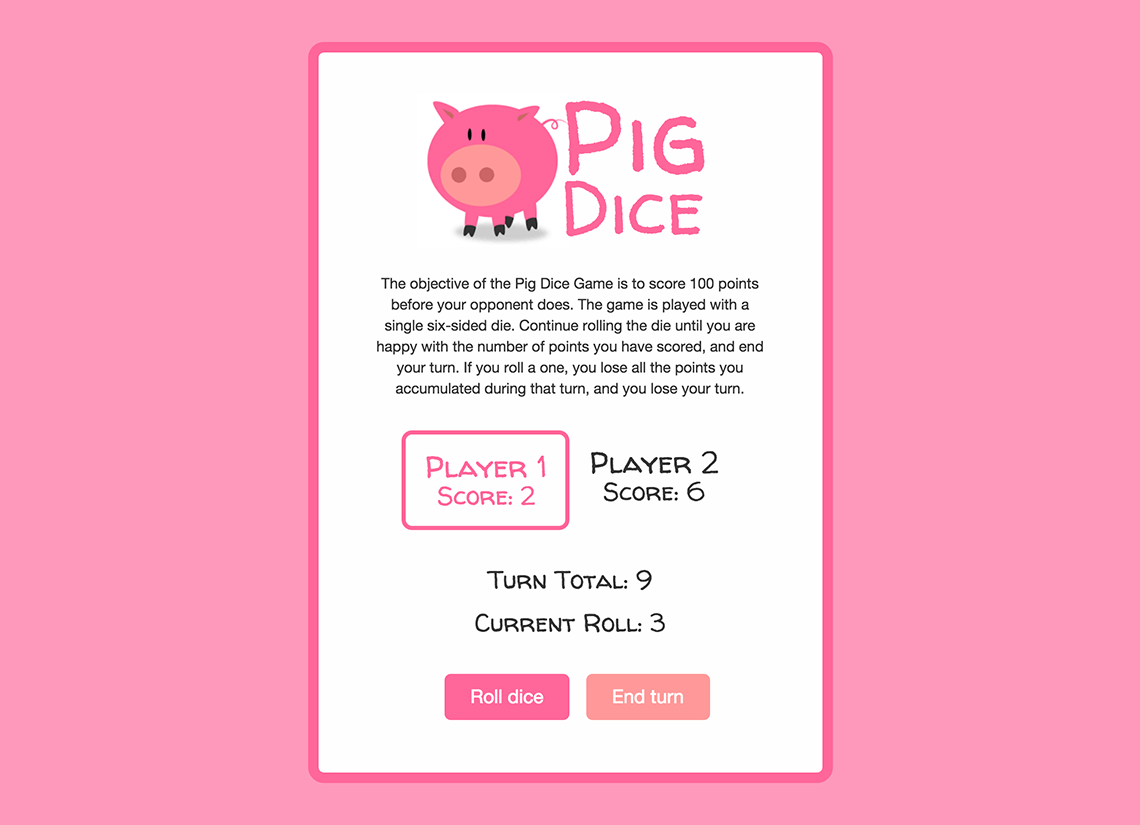 Pig
Dice
The objective of the Pig Dice Game is to score 100 points
before your opponent does. The game is played with a
single six-sided die. Continue rolling the die until you are
happy with the number of points you have scored, and end
your turn. If you roll a one, you lose all the points you
accumulated during that turn, and you lose your turn.
Player 1
Score: 2
Player 2
Score: 6
Turn Total: 9
Current Roll: 3
Roll dice
End turn